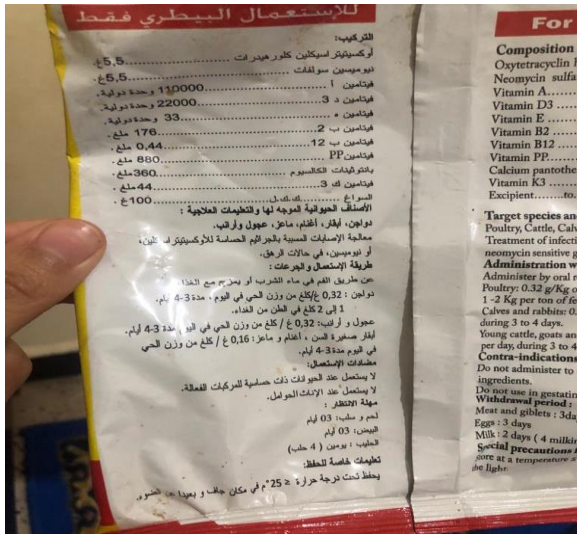 للإستعمال البيطري فقط
التركيبة:
أوكسيتيتراسيكلين كلورهيدرات ........................5,5غ.
نيوميسين سولفات ........................5,5غ.
فيتامين أ ........................110000 وحدة دولية.
فيتامين د 3........................22000 وحدة دولية.
فيتامين ه ........................33 وحدة دولية.
فيتامين ب 2........................176 ملغ.
فيتامين ب 12........................0,44 ملغ.
فيتامين PP........................880 ملغ.
بانتوثينات الكالسيوم ........................360ملغ.
فيتامين ك 3........................44ملغ.
السواغ ........................ك.ك.ل........................100غ.
الأصناف الحيوانية الموجه لها والتعليمات العلاجية :
دواجن، أبقار، أغنام، ماعز، عجول وأرانب.
معالجة الإصابات المسببة بالجراثيم الحساسة للأوكسيتيتراسيكلين،
أو نيوميسين، في حالات الرهق.
طريقة الإستعمال والجرعات :
عن طريق الفم في ماء الشرب أو يمزج مع الغذاء.
دواجن : 0,32 غ/كلغ من وزن الحي في اليوم ، مدة 3-4 أيام.
1 إلى 2 كلغ في الطن من الغذاء.
عجول و أرانب: 0,32 غ / كلغ من وزن الحي في اليوم مدة 3-4 أيام.
أبقار صغيرة السن ، أغنام و ماعز: 0,16 غ / كلغ من وزن الحي
في اليوم مدة 3-4 أيام.
مضادات الإستعمال:
لا يستعمل عند الحيوانات ذات حساسية للمركبات الفعالة.
لا يستعمل عند الإناث الحوامل.
مهلة الانتظار :
لحم و سلب: 03 أيام
البيض: 03 أيام
الحليب : يومين ( 4 حلب)
تعليمات خاصة للحفظ:
يحفظ تحت درجة حرارة ≤ 25°م في مكان جاف و بعيدا عن الضوء.
For
Composition
Oxytetracyclin
Neomycin sulfa
Vitamin A......
Vitamin D3 ......
Vitamin E ......
Vitamin B2 ......
Vitamin B12 ......
Vitamin PP......
Calcium pantothe
Vitamin K3 ......
Excipient......to.
Target species an
Poultry, Cattle, Calv
Treatment of infecti
neomycin sensitive g
Administration w
Administer by oral r
Poultry: 0.32 g/Kg o
1 -2 Kg per ton of fe
Calves and rabbits: 0.
during 3 to 4 days.
Young cattle, goats an
per day, during 3 to 4
Contra-indications
Do not administer to
ingredients.
Do not use in gestatin
Withdrawal period :
Meat and giblets : 3da
Eggs : 3 days
Milk : 2 days ( 4 milkin
Special precautions
store at a temperature
the light.